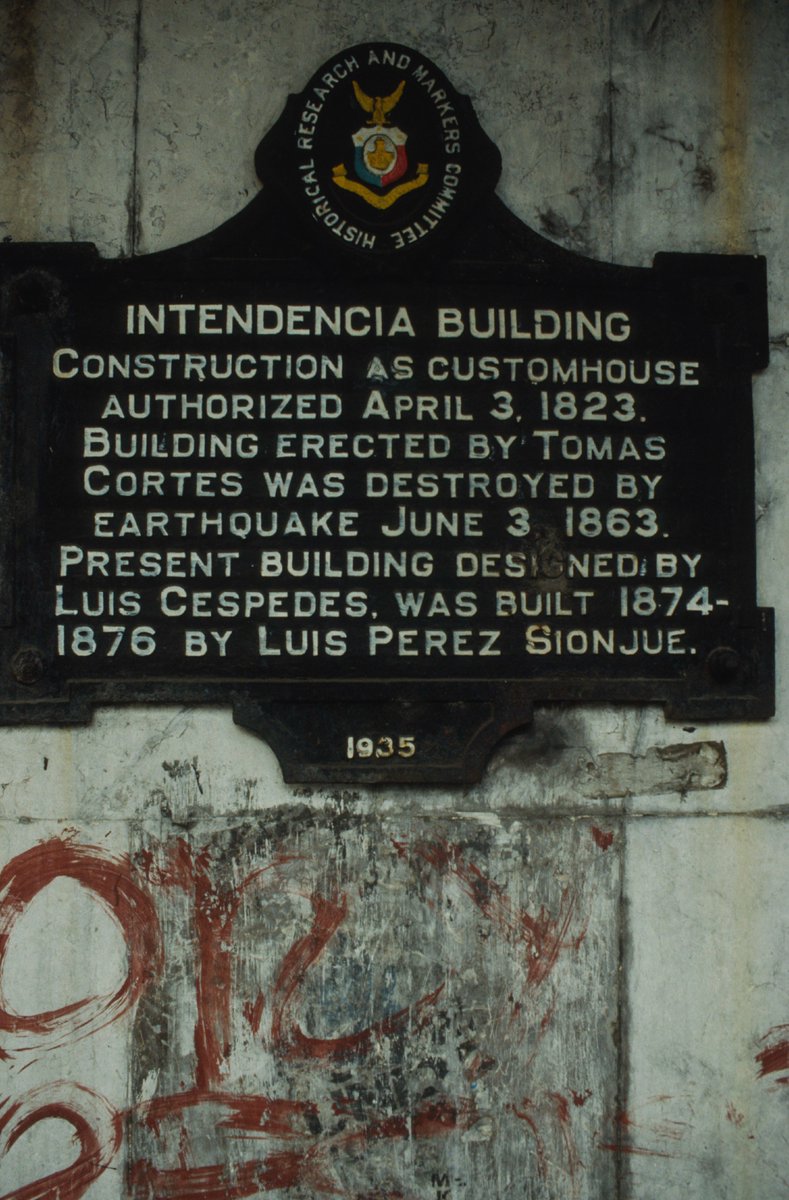 HISTORICAL RESEARCH AND MARKERS COMMITTEE
INTENDENCIA BUILDING
CONSTRUCTION AS CUSTOMHOUSE
AUTHORIZED APRIL 3, 1823.
BUILDING ERECTED BY TOMAS
CORTES WAS DESTROYED BY
EARTHQUAKE JUNE 3, 1863.
PRESENT BUILDING DESIGNED BY
LUIS CESPEDES, WAS BUILT 1874-
1876 BY LUIS PEREZ SIONJUE.
1935